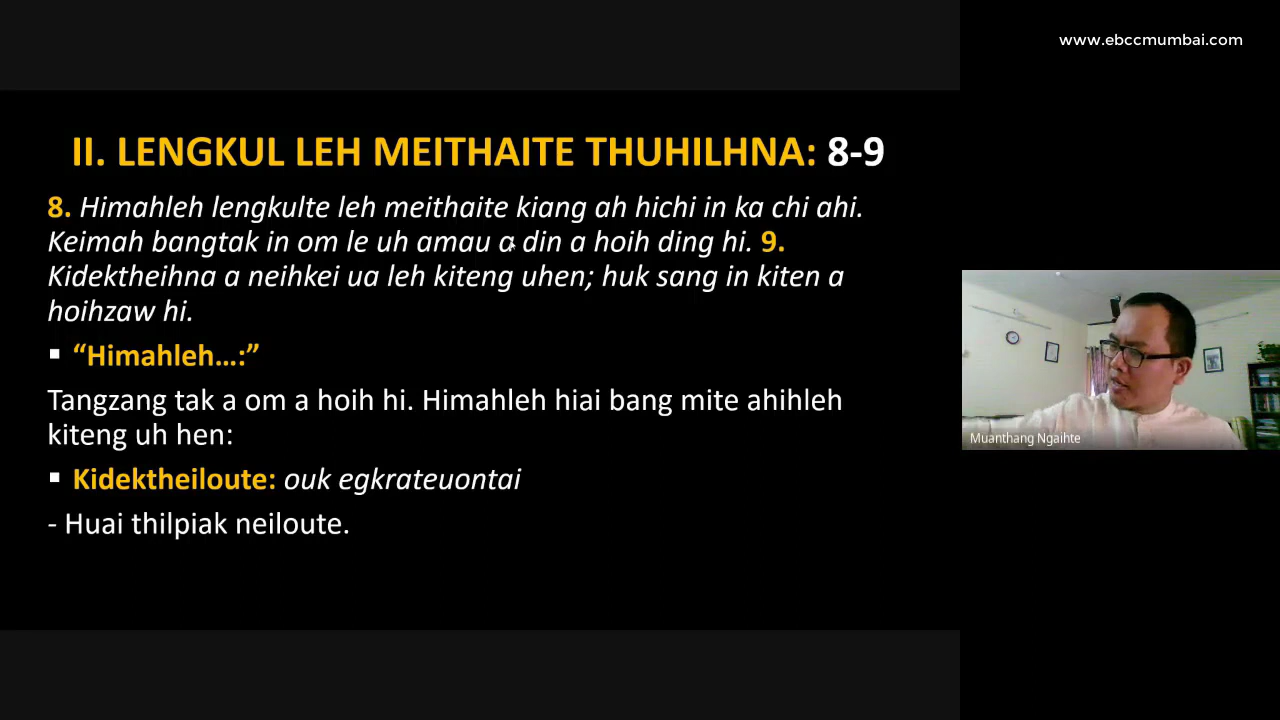 www.ebccmumbai.com
II. LENGKUL LEH MEITHAITE THUHILHNA: 8-9
8. Himahleh lengkulte leh meithaite kiang ah hichi in ka chi ahi.
Keimah bangtak in om le uh amau a din a hoih ding hi. 9.
Kidektheihna a neihkei ua leh kiteng uhen; huk sang in kiten a
hoihzaw hi.
▪ “Himahleh…:”
Tangzang tak a om a hoih hi. Himahleh hiai bang mite ahihleh
kiteng uh hen:
▪ Kidektheiloute: ouk egkrateuontai
- Huai thilpiak neiloute.
Muanthang Ngaihte